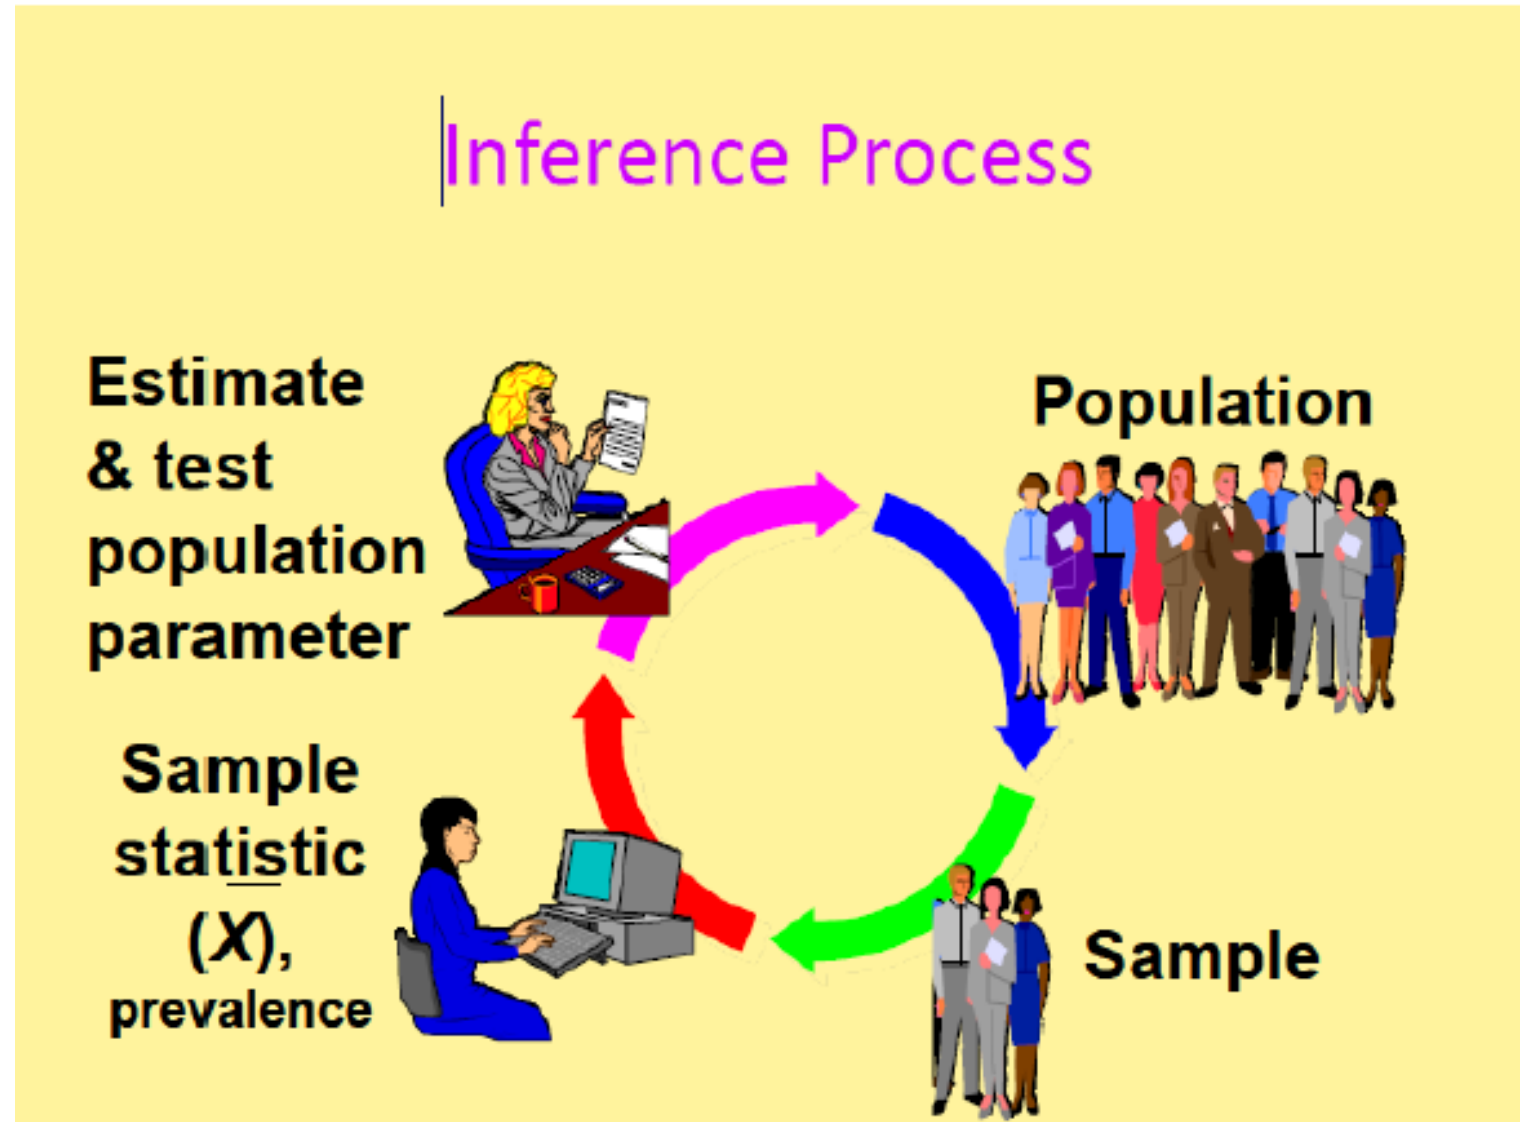 Inference Process
Estimate
& test
population
parameter
Population
Sample
statistic
(X̅),
prevalence
Sample